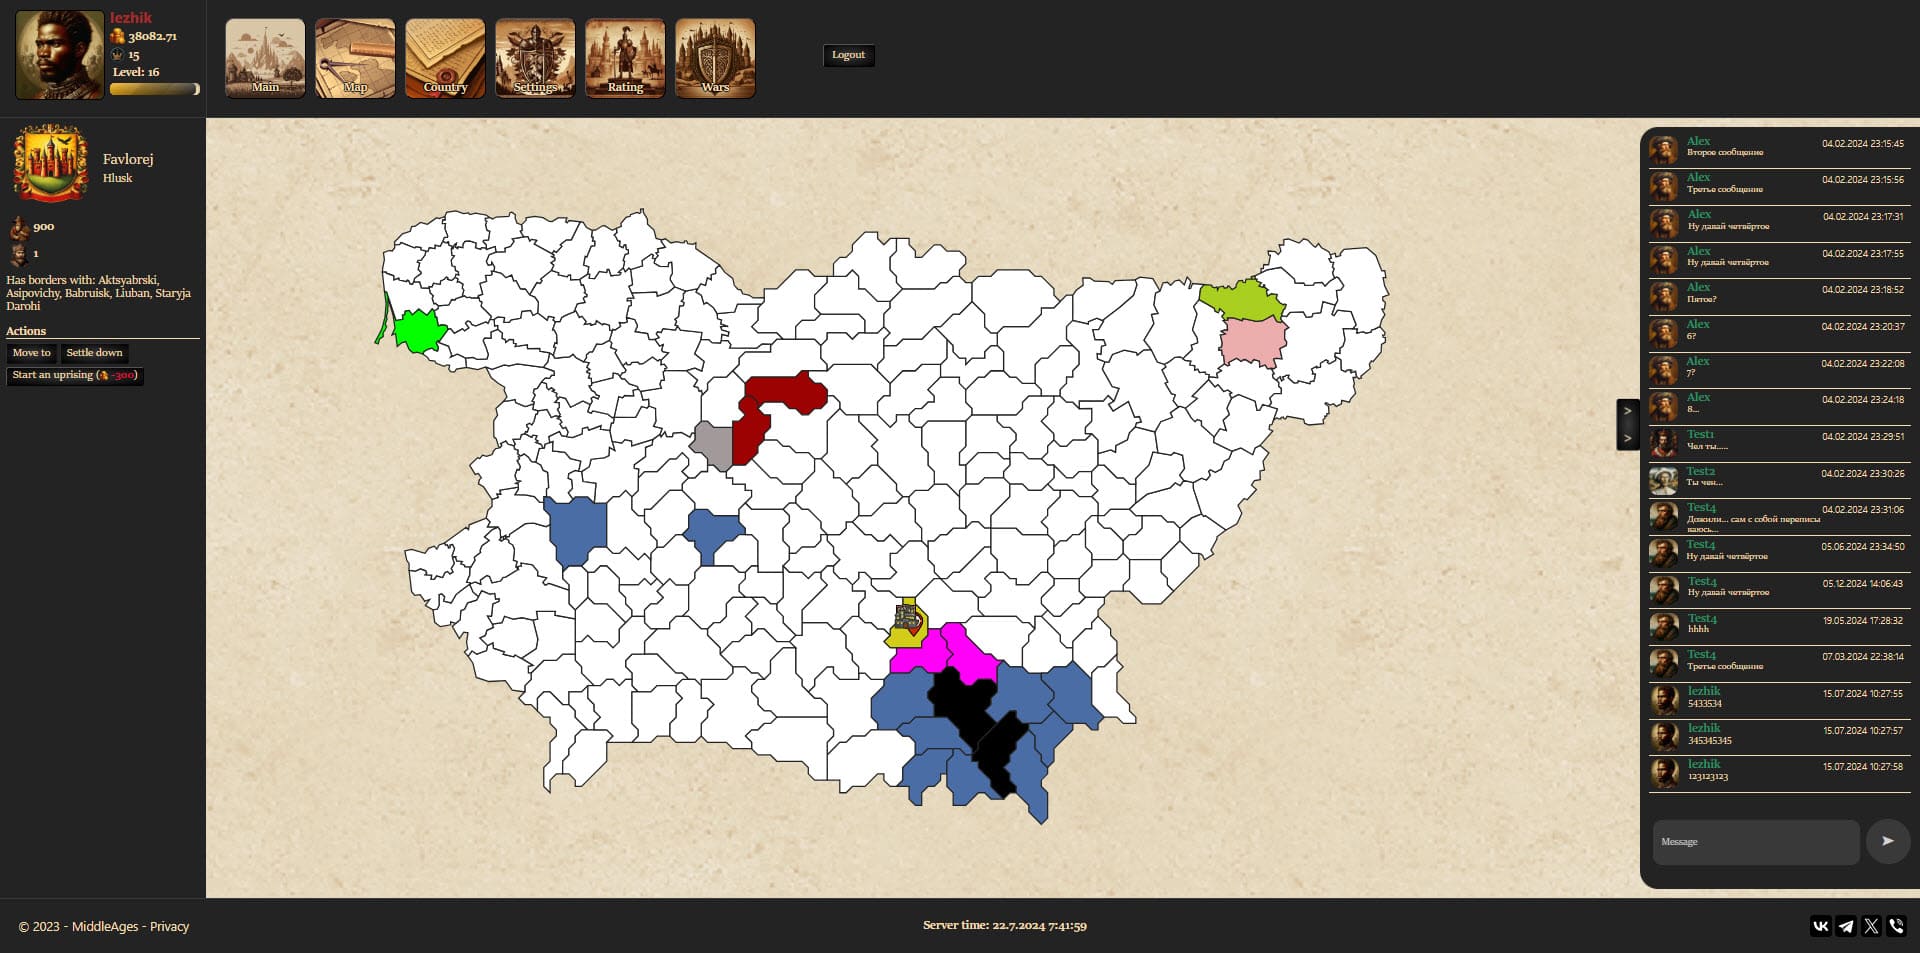 lezhik
38082.71
15
Level: 16
Main
Map
Country
Settings
Rating
Wars
Logout
Favlorej
Hlusk
900
1
Has borders with: Aktsyabrski,
Asipovichy, Babruisk, Liuban, Staryja
Darohi
Actions
Move to
Settle down
Start an uprising (-300)
Alex
04.02.2024 23:15:45
Второе сообщение
Alex
04.02.2024 23:15:56
Третье сообщение
Alex
04.02.2024 23:17:31
Ну давай четвёртое
Alex
04.02.2024 23:17:55
Ну давай четвёртое
Alex
04.02.2024 23:18:52
Пятое?
Alex
04.02.2024 23:20:37
6?
Alex
04.02.2024 23:22:08
7?
Alex
04.02.2024 23:24:18
8...
Test1
04.02.2024 23:29:51
Чел ты.....
Test2
04.02.2024 23:30:26
Ты чен...
Test4
04.02.2024 23:31:06
Дожили... сам с собой переписы
ваюсь...
Test4
05.06.2024 23:34:50
Ну давай четвёртое
Test4
05.12.2024 14:06:43
Ну давай четвёртое
Test4
19.05.2024 17:28:32
hhhh
Test4
07.03.2024 22:38:14
Третье сообщение
lezhik
15.07.2024 10:27:55
5433534
lezhik
15.07.2024 10:27:57
345345345
lezhik
15.07.2024 10:27:58
123123123
>
>
Message
© 2023 - MiddleAges - Privacy
Server time: 22.7.2024 7:41:59